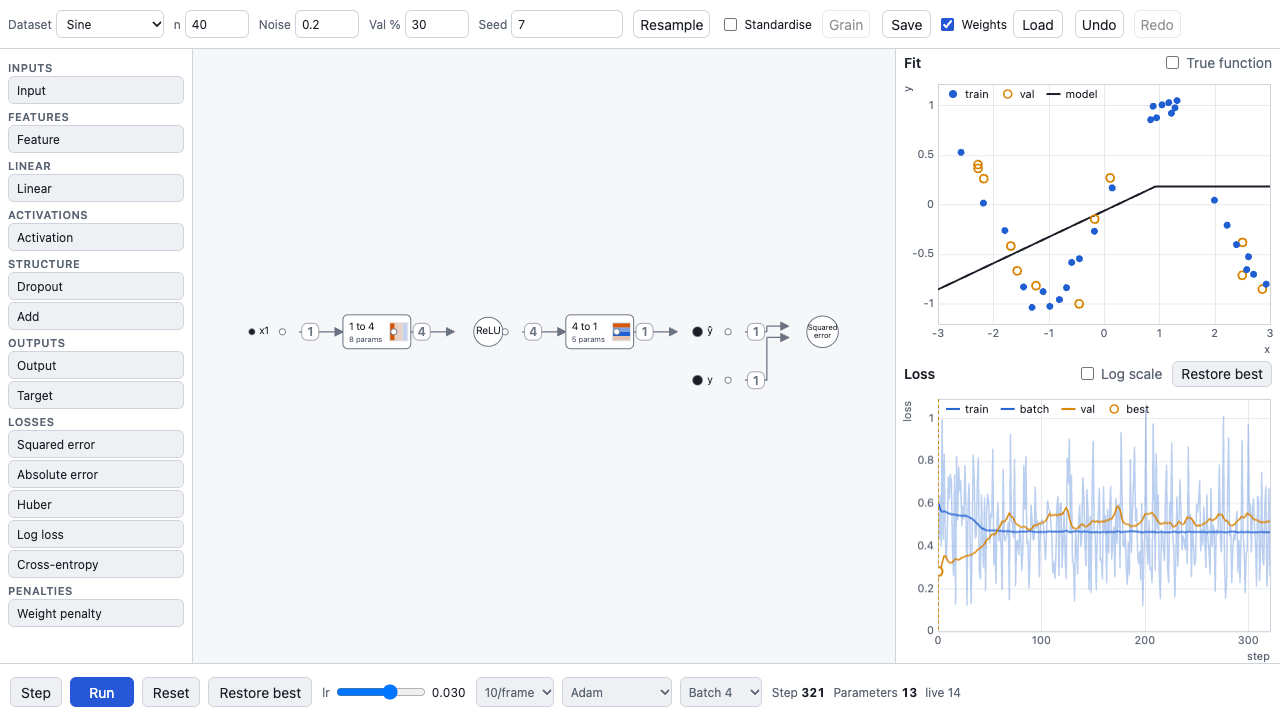 Dataset Sine n 40 Noise 0.2 Val % 30 Seed 7 Resample Standardise Grain Save Weights Load Undo Redo
INPUTS
Input
FEATURES
Feature
LINEAR
Linear
ACTIVATIONS
Activation
STRUCTURE
Dropout
Add
OUTPUTS
Output
Target
LOSSES
Squared error
Absolute error
Huber
Log loss
Cross-entropy
PENALTIES
Weight penalty
x1
1
1 to 4
8 params
4
ReLU
4
4 to 1
5 params
1
ŷ
1
Squared
error
y
1
Fit True function
y
train val model
1
0.5
0
-0.5
-1
-3 -2 -1 0 1 2 3
x
Loss Log scale Restore best
loss
train batch val best
1
0.8
0.6
0.4
0.2
0
0 100 200 300
step
Step Run Reset Restore best lr 0.030 10/frame Adam Batch 4 Step 321 Parameters 13 live 14